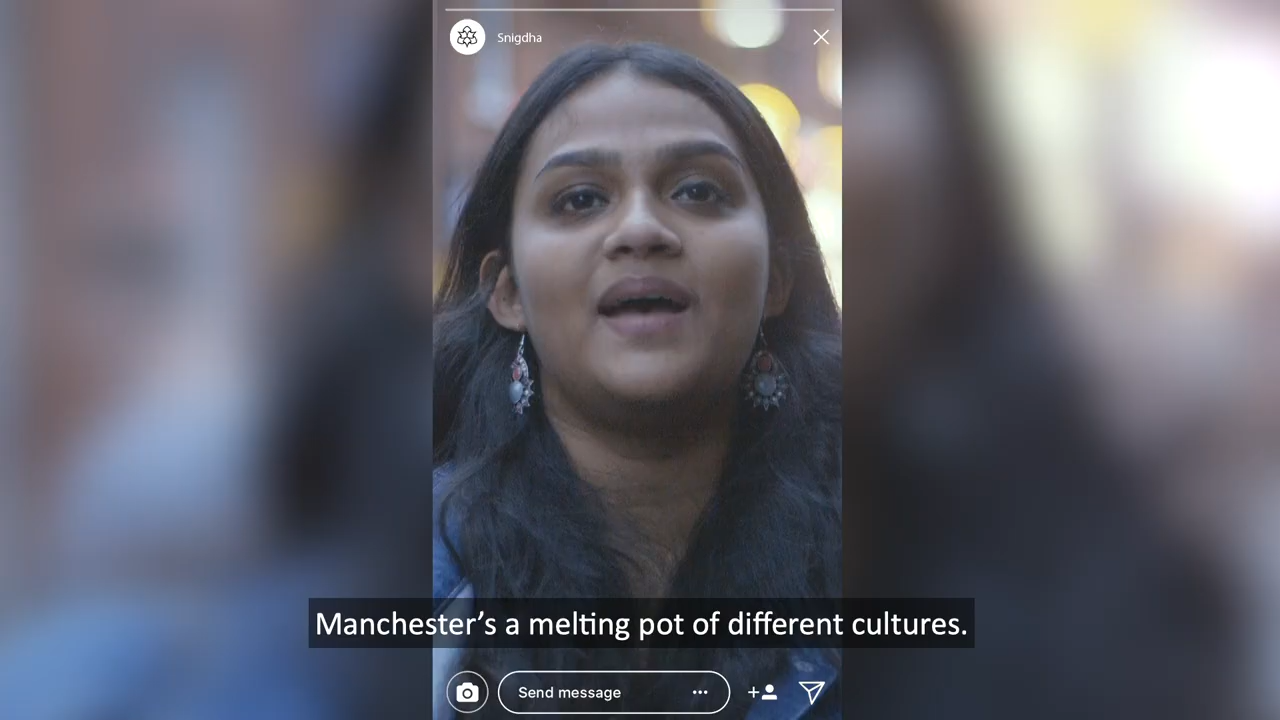 Snigdha
Manchester’s a melting pot of different cultures.
Send message